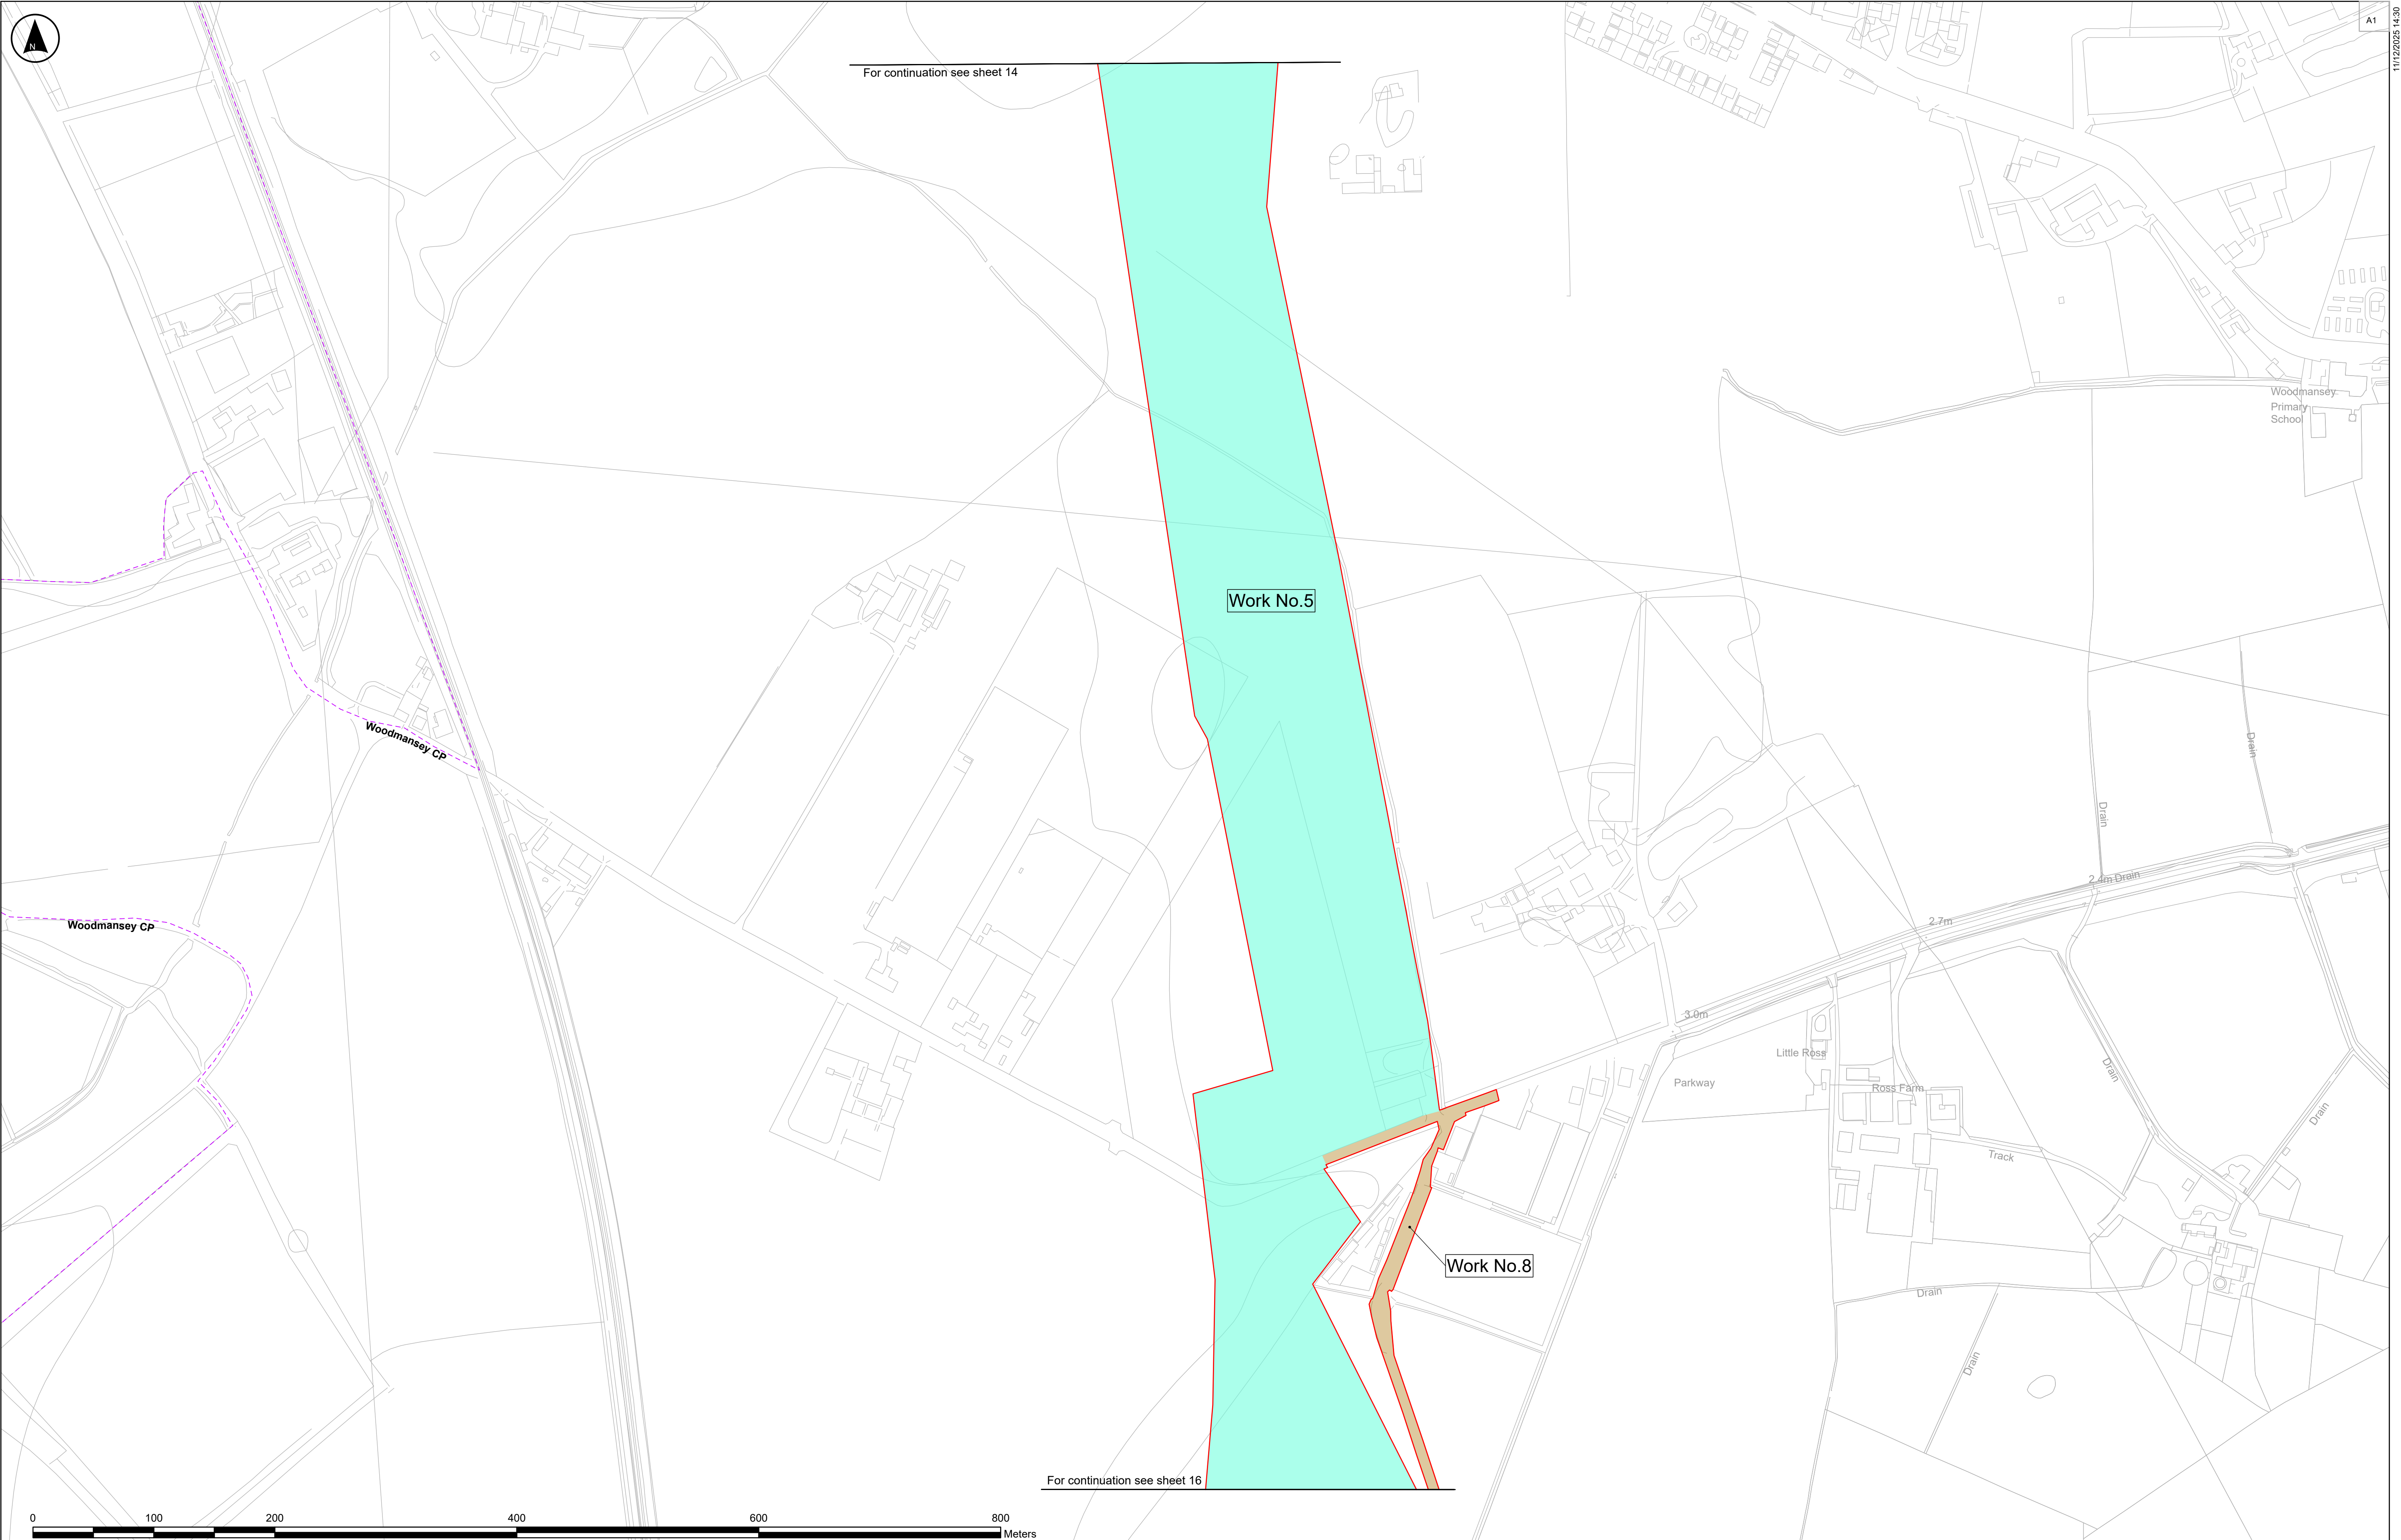 N
A1
11/12/2025 14:30
For continuation see sheet 14
Woodmansey
Primary
School
Work No.5
Woodmansey CP
Drain
Drain
2.4m Drain
Woodmansey CP
2.7m
3.0m
Little Ross
Parkway
Ross Farm
Drain
Drain
Track
Work No.8
Drain
Drain
For continuation see sheet 16
0 100 200 400 600 800
Meters